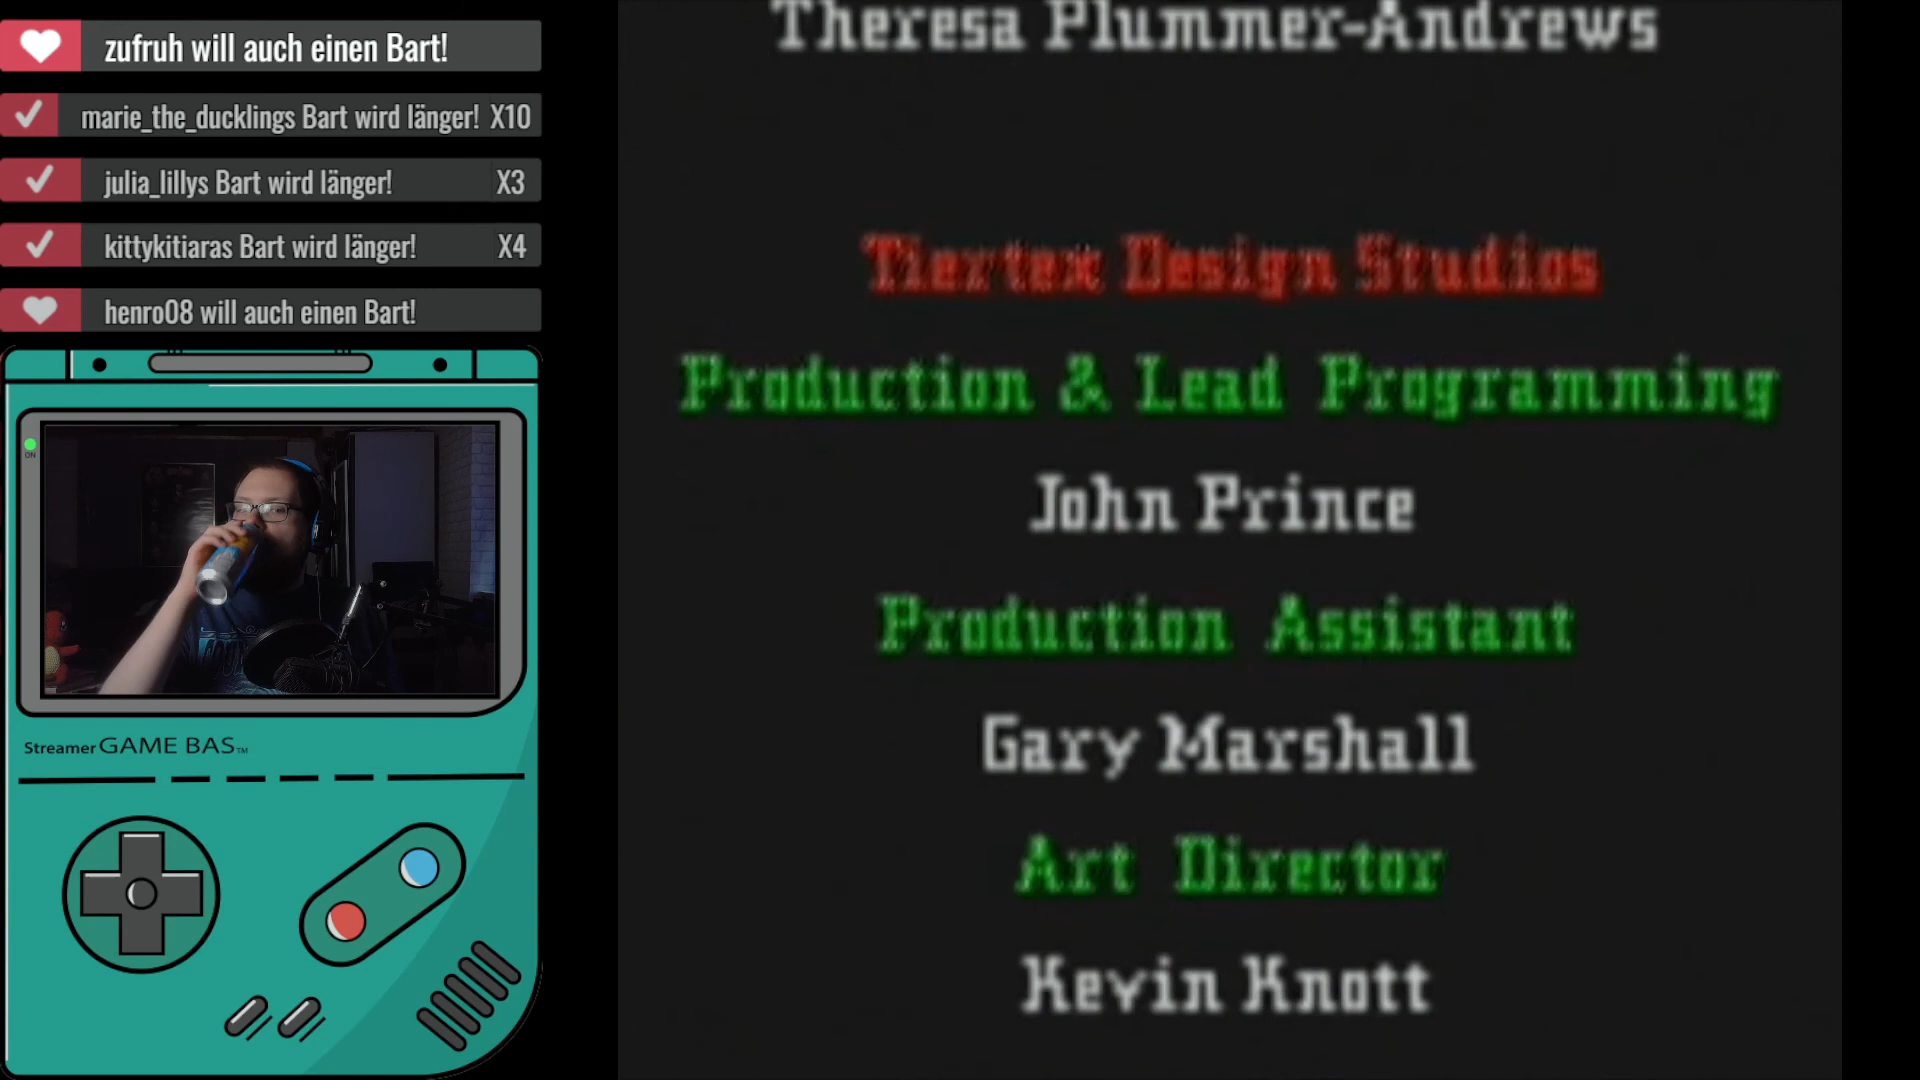 zufruh will auch einen Bart!
marie_the_ducklings Bart wird länger! X10
julia_lillys Bart wird länger! X3
kittykitiaras Bart wird länger! X4
henro08 will auch einen Bart!
ON
Streamer GAME BAS TM
Theresa Plummer-Andrews
Tiertex Design Studios
Production & Lead Programming
John Prince
Production Assistant
Gary Marshall
Art Director
Kevin Knott